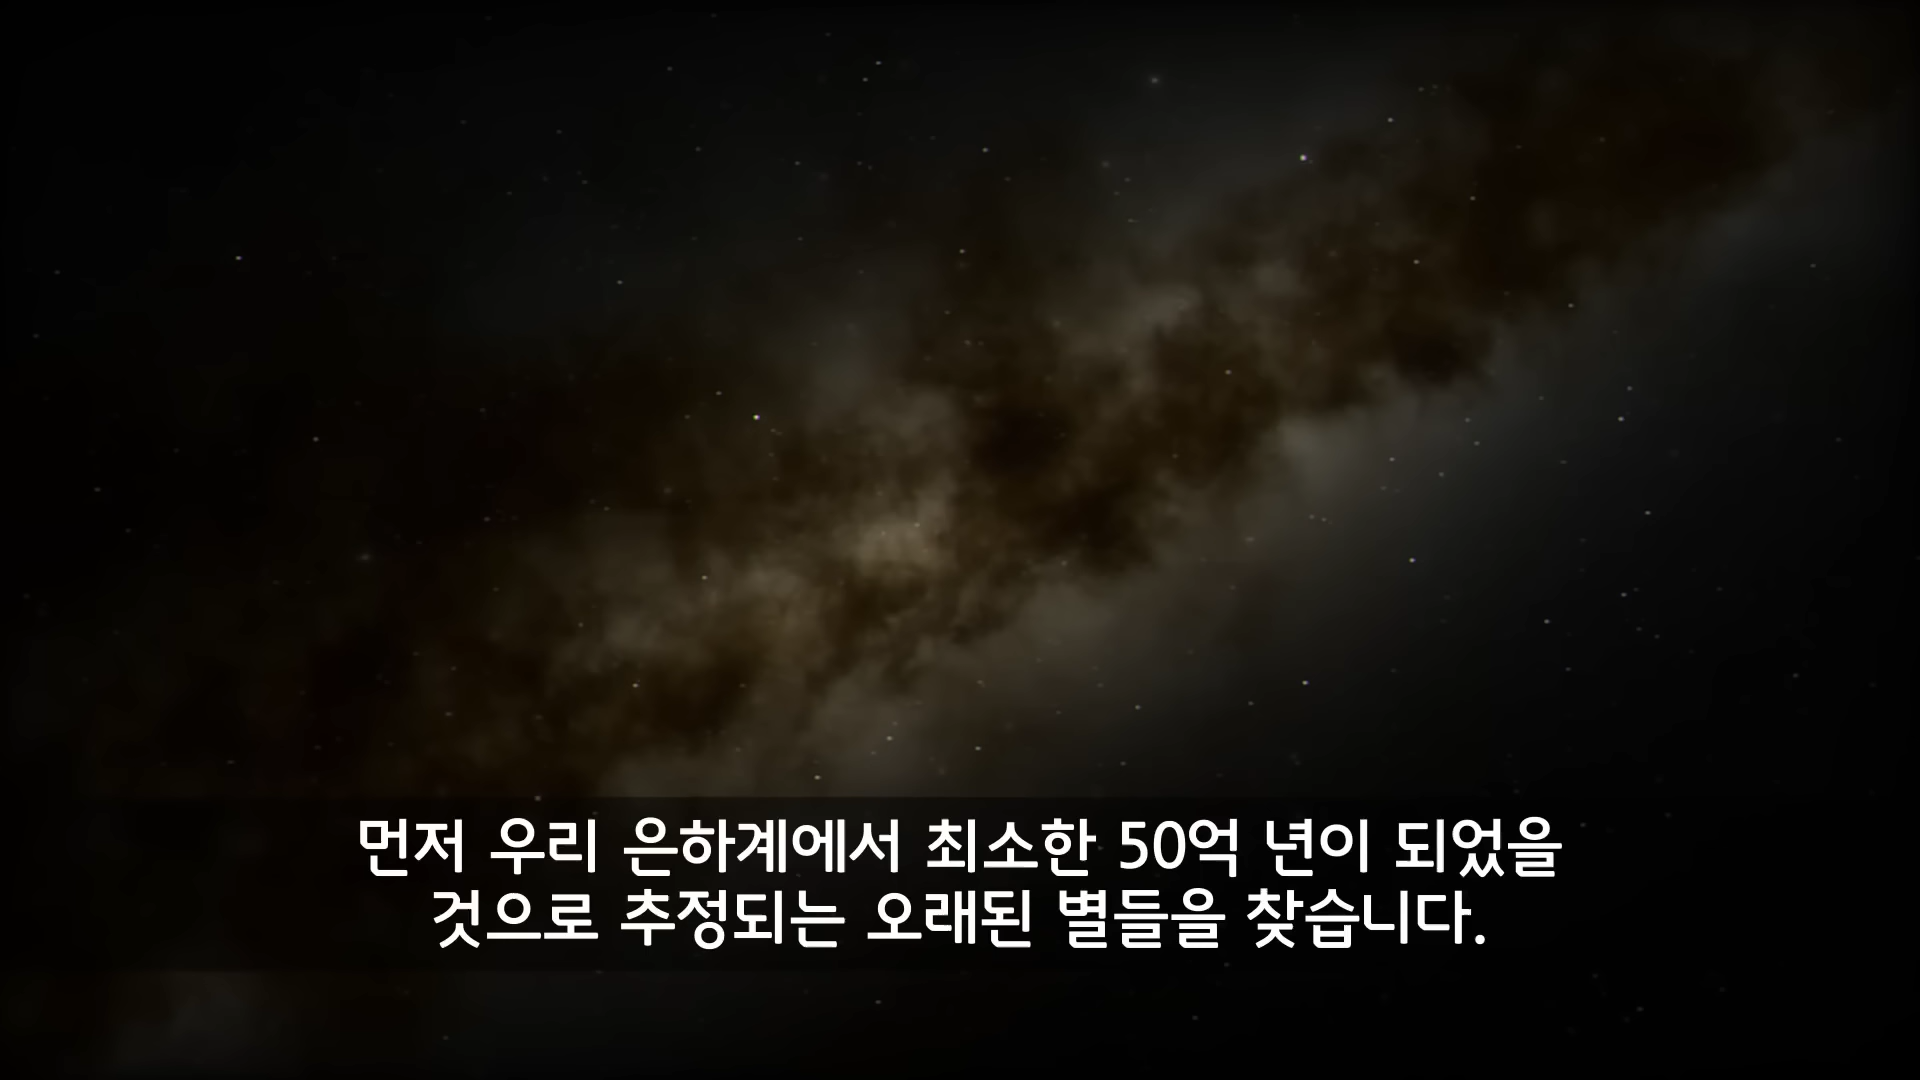 먼저 우리 은하계에서 최소한 50억 년이 되었을
것으로 추정되는 오래된 별들을 찾습니다.